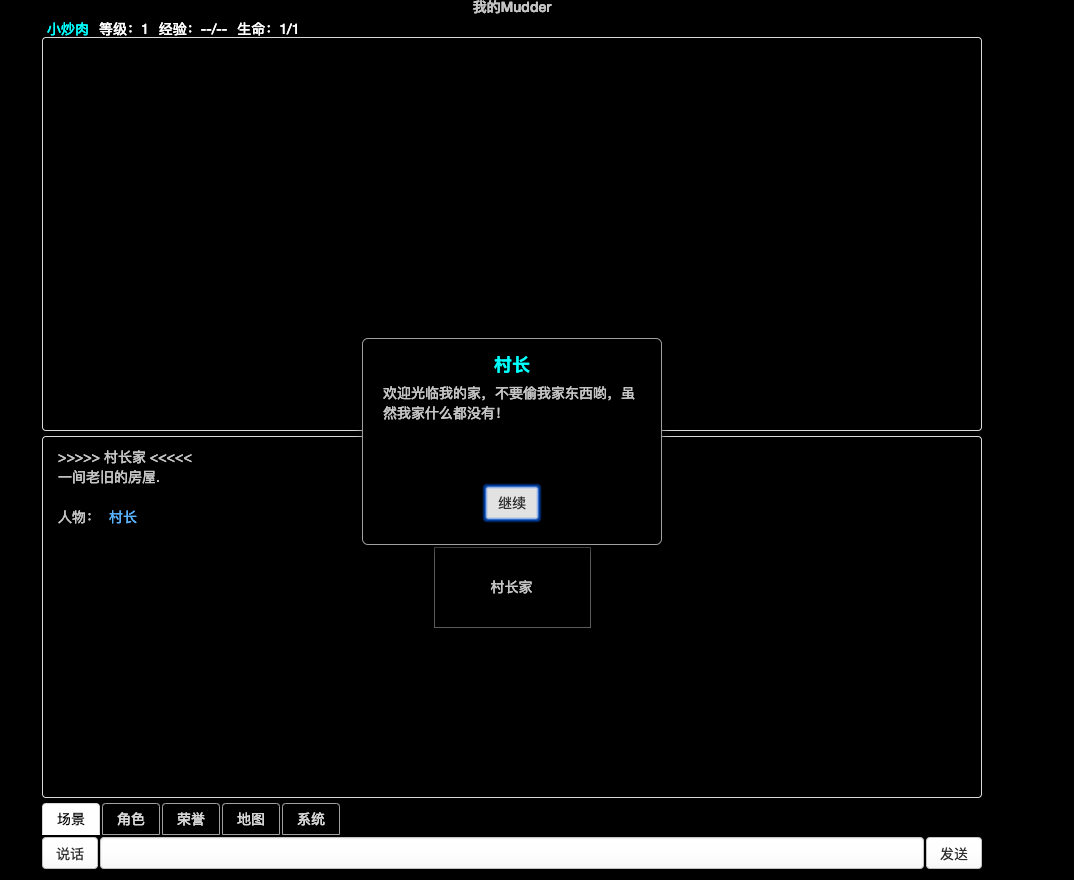 我的Mudder
小炒肉 等级：1 经验：--/-- 生命：1/1
村长
欢迎光临我的家，不要偷我家东西哟，虽
然我家什么都没有！
继续
>>>>> 村长家 <<<<<
一间老旧的房屋.
人物： 村长
村长家
场景 角色 荣誉 地图 系统
说话 发送